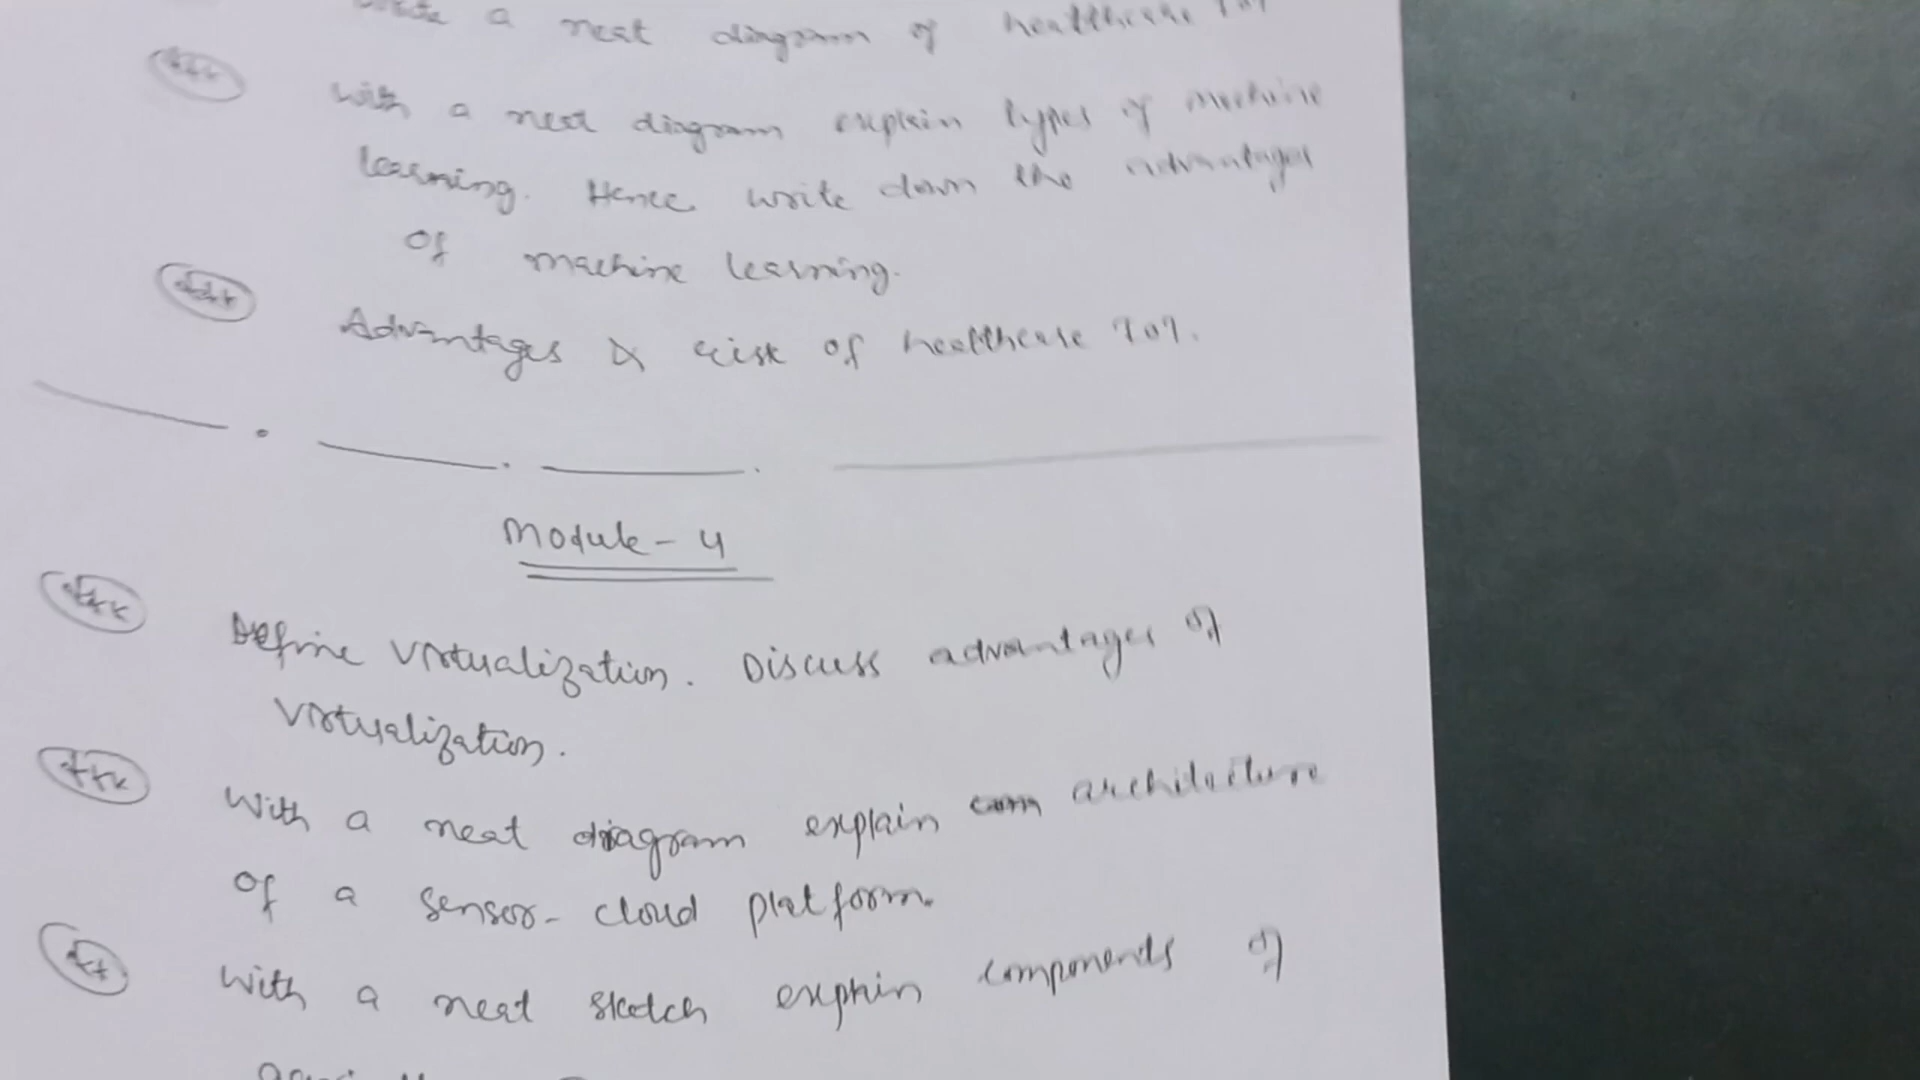 a neat diagram of healthcare IOT
***
With a neat diagram explain types of machine
learning. Hence write down the advantages
of machine learning.
***
Advantages & risk of healthcare IOT.
Module-4
***
Define virtualization. Discuss advantages of
virtualization.
***
With a neat diagram explain architecture
of a sensor-cloud platform.
**
With a neat sketch explain components of